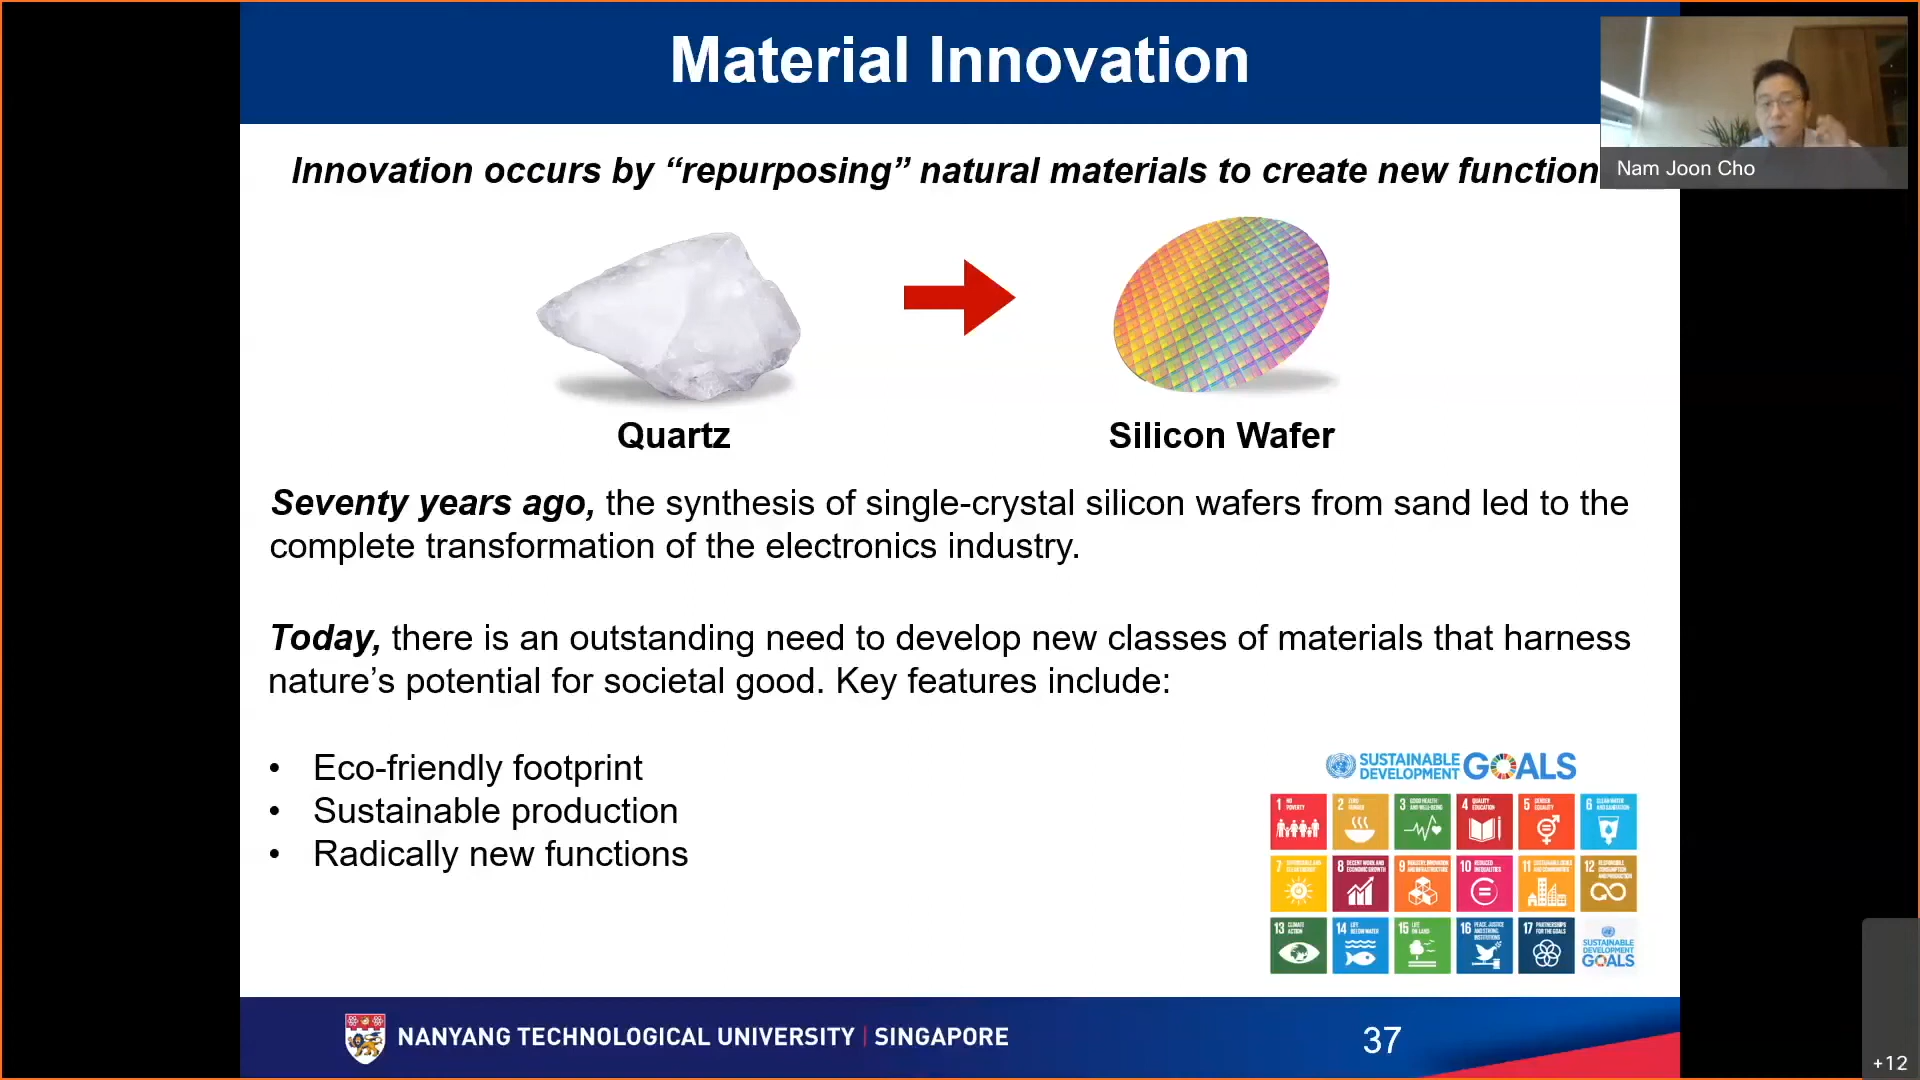 Material Innovation
Nam Joon Cho
Innovation occurs by “repurposing” natural materials to create new function
Quartz
Silicon Wafer
Seventy years ago, the synthesis of single-crystal silicon wafers from sand led to the
complete transformation of the electronics industry.
Today, there is an outstanding need to develop new classes of materials that harness
nature’s potential for societal good. Key features include:
• Eco-friendly footprint
• Sustainable production
• Radically new functions
SUSTAINABLE
DEVELOPMENT GOALS
1 NO
POVERTY
2 ZERO
HUNGER
3 GOOD HEALTH
AND WELL-BEING
4 QUALITY
EDUCATION
5 GENDER
EQUALITY
6 CLEAN WATER
AND SANITATION
7
8 DECENT WORK AND
ECONOMIC GROWTH
9 INDUSTRY, INNOVATION
AND INFRASTRUCTURE
10 REDUCED
INEQUALITIES
11 SUSTAINABLE CITIES
AND COMMUNITIES
12 RESPONSIBLE
CONSUMPTION
AND PRODUCTION
13 CLIMATE
ACTION
14 LIFE
BELOW WATER
15 LIFE
ON LAND
16 PEACE, JUSTICE
AND STRONG
INSTITUTIONS
17 PARTNERSHIPS
FOR THE GOALS
SUSTAINABLE
DEVELOPMENT
GOALS
NANYANG TECHNOLOGICAL UNIVERSITY | SINGAPORE
37
+12